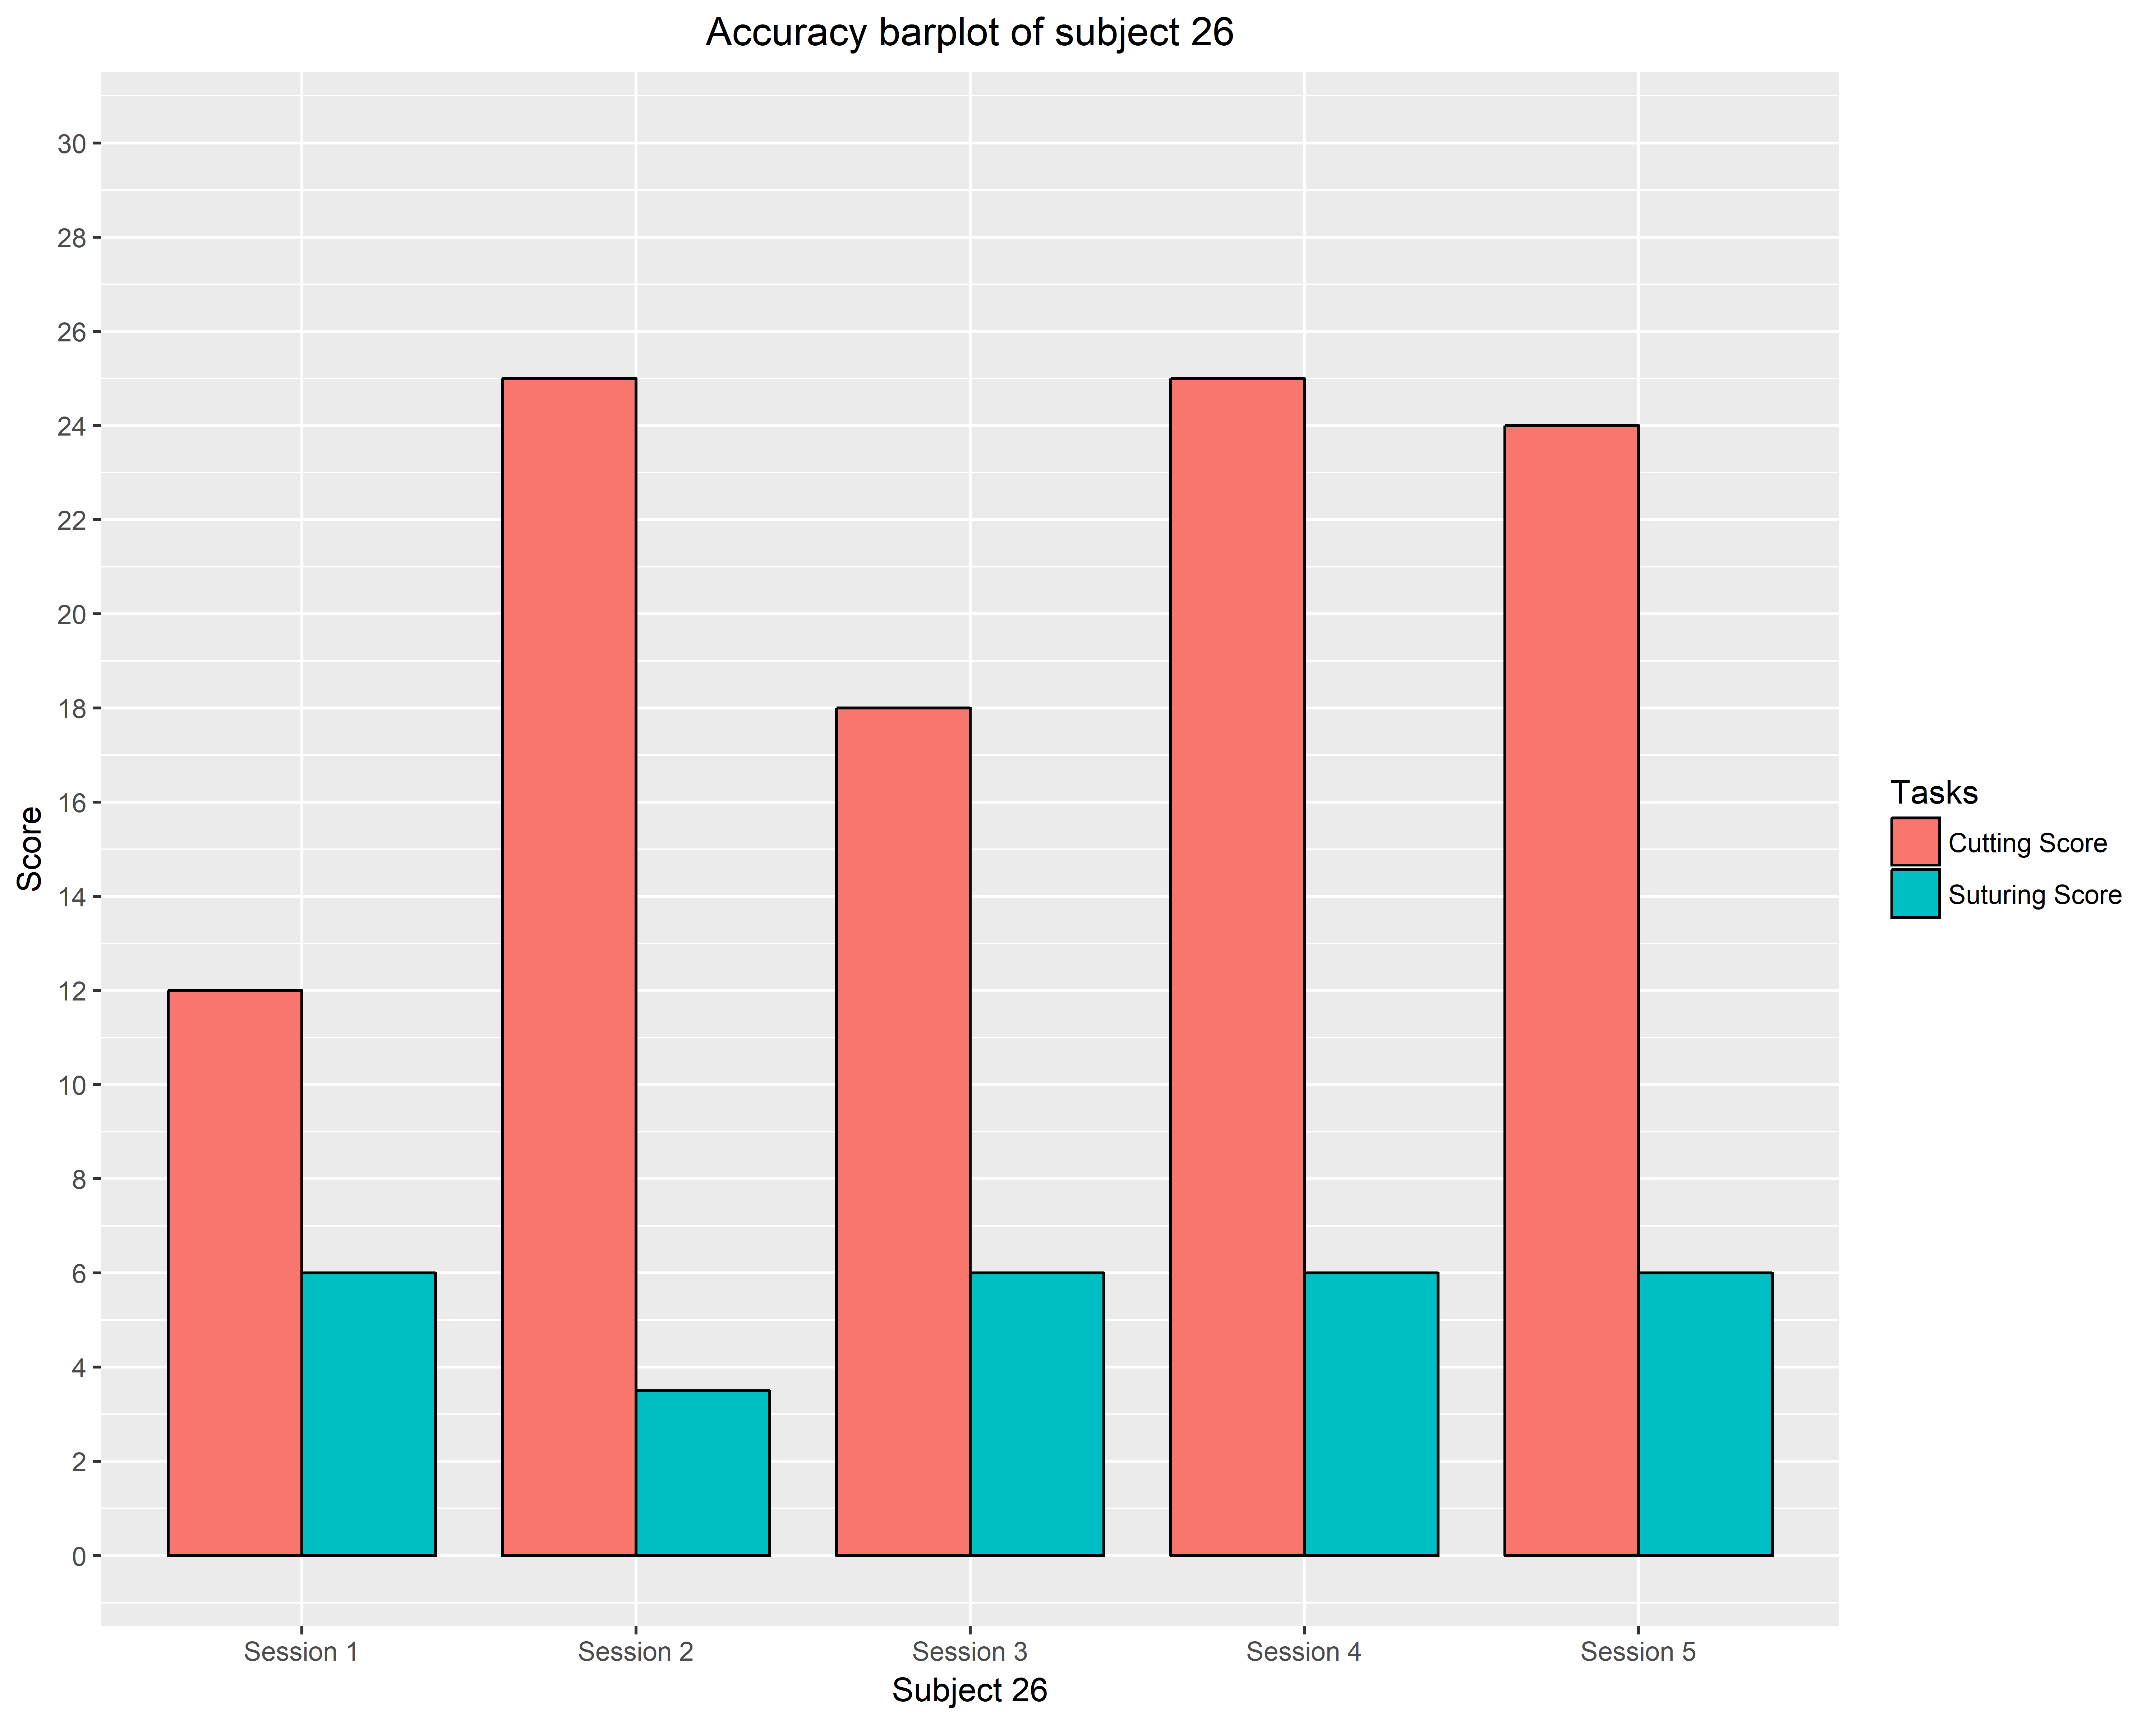 Accuracy barplot of subject 26
30
28
26
24
22
20
18
16
14
12
10
8
6
4
2
0
Score
Session 1 Session 2 Session 3 Session 4 Session 5
Subject 26
Tasks
Cutting Score
Suturing Score